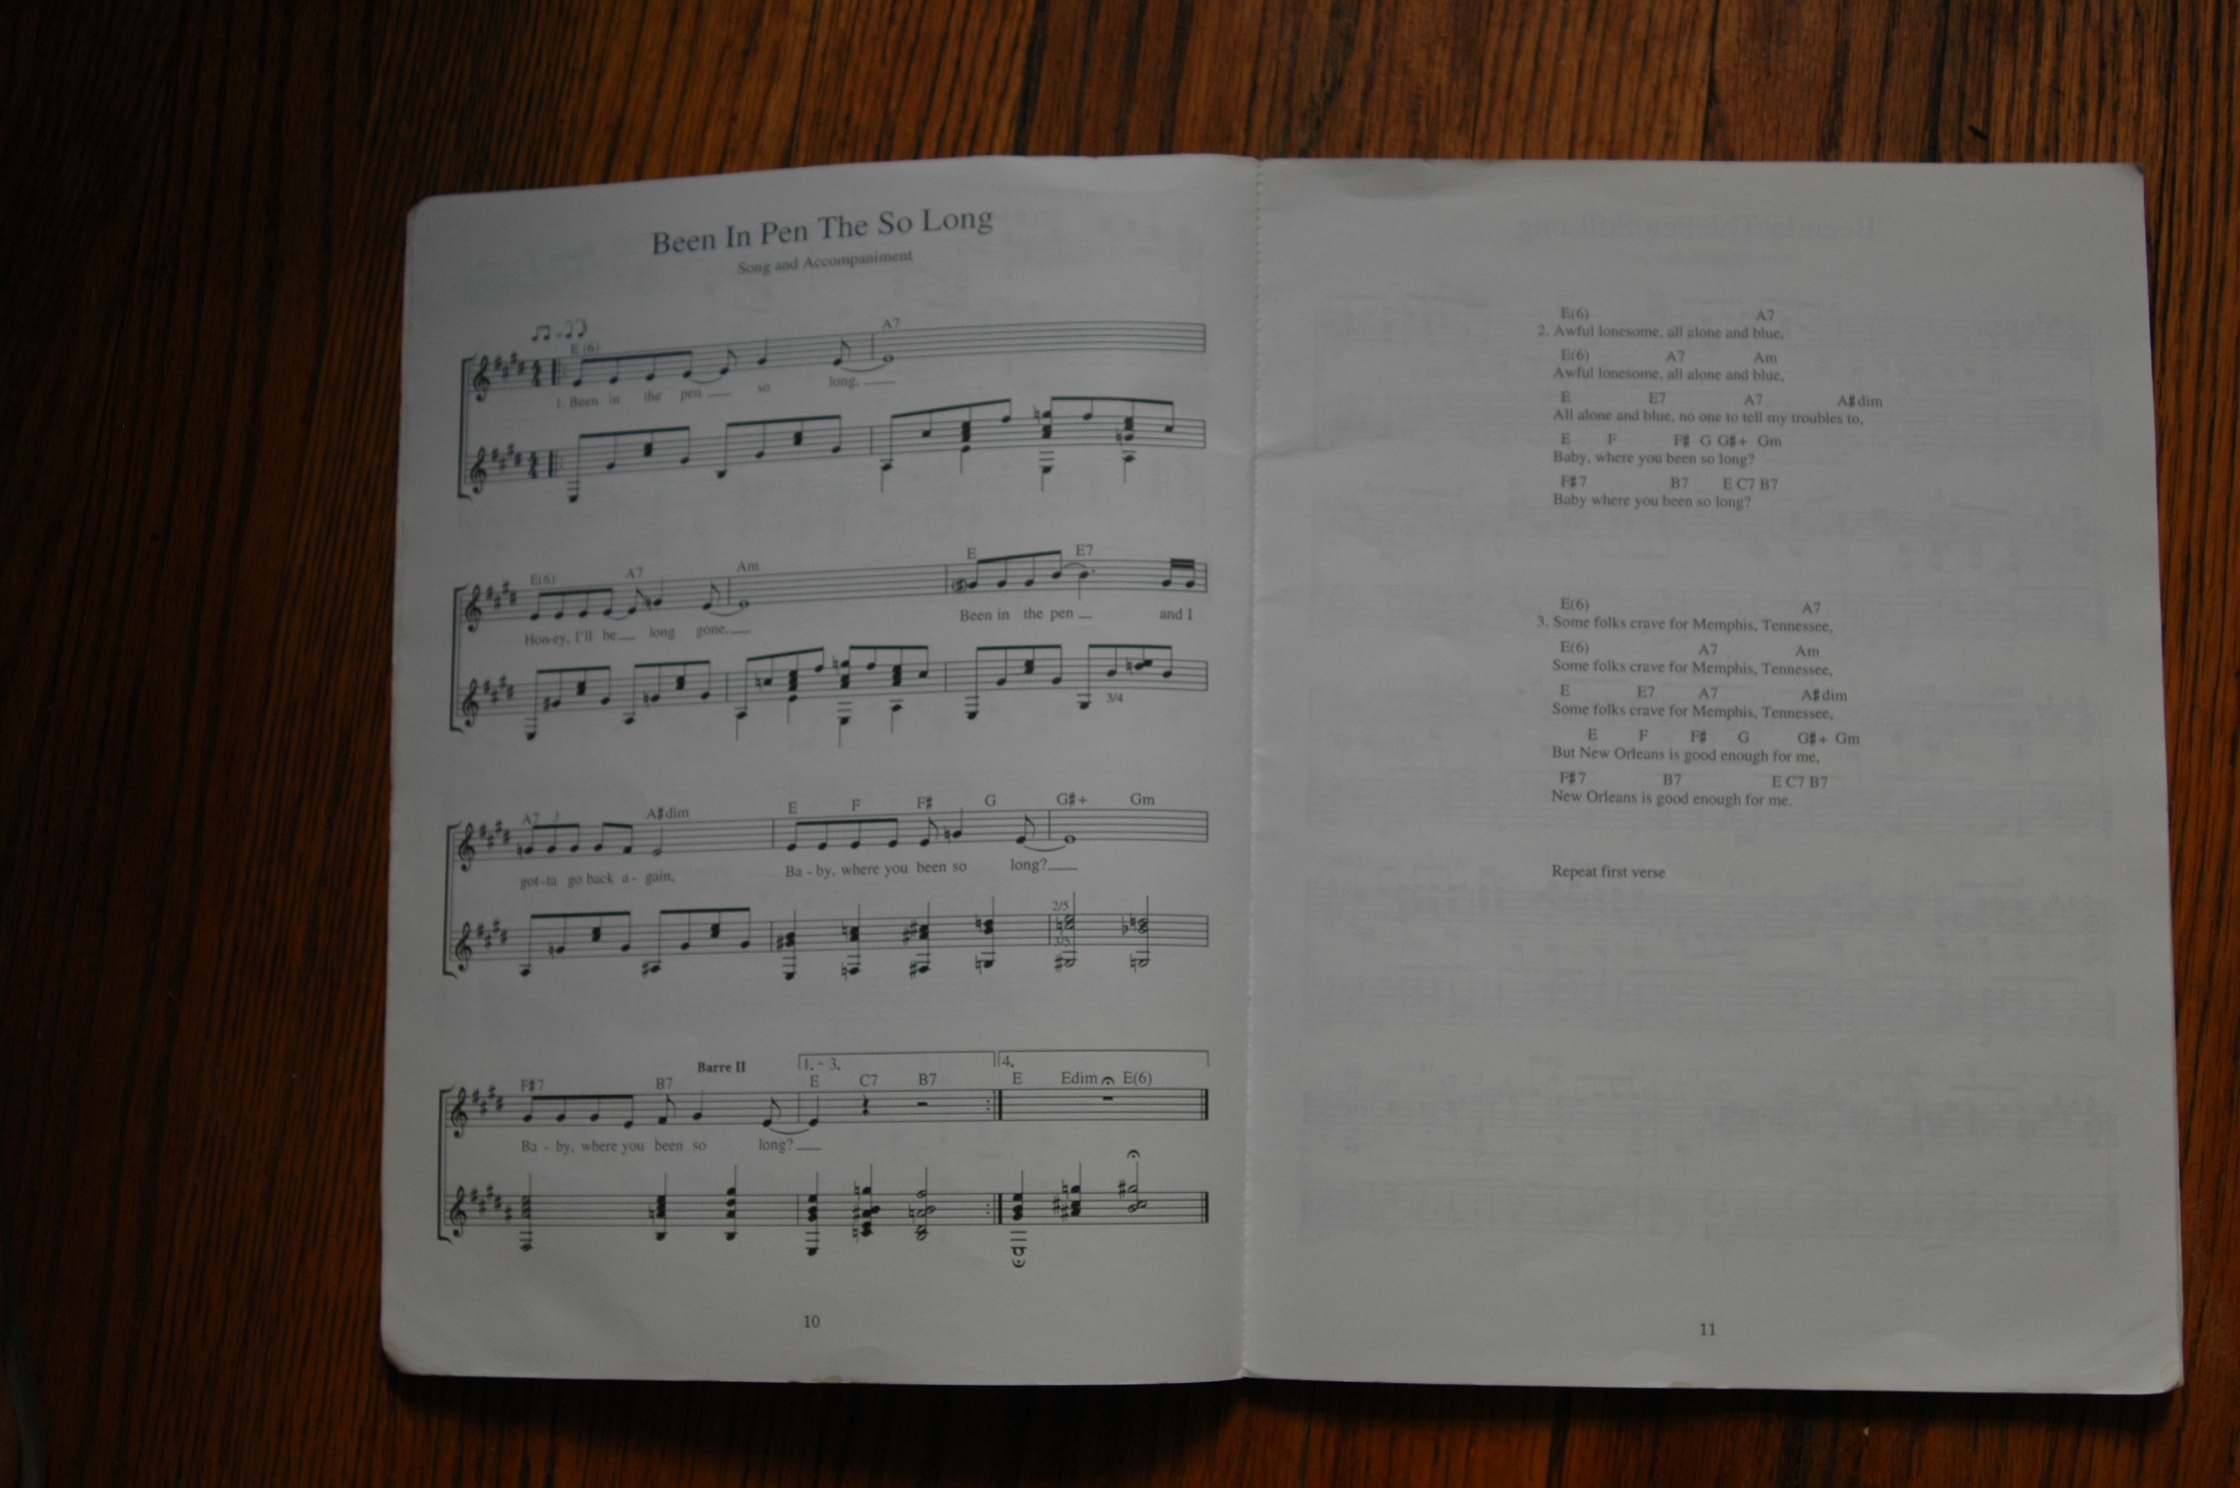 Been In Pen The So Long
Song and Accompaniment
E (6) A7
1. Been in the pen so long.
E(6) A7 Am E E7
Hon-ey, I'll be long gone. Been in the pen and I
3/4
A7 A♯dim E F F♯ G G♯+ Gm
got-ta go back a - gain. Ba - by, where you been so long?
2/5
3/5
1.- 3. 4.
F♯7 B7 Barre II E C7 B7 E Edim E(6)
Ba - by, where you been so long?
10
E(6) A7
2. Awful lonesome, all alone and blue,
E(6) A7 Am
Awful lonesome, all alone and blue,
E E7 A7 A♯dim
All alone and blue, no one to tell my troubles to,
E F F♯ G G♯+ Gm
Baby, where you been so long?
F♯7 B7 E C7 B7
Baby where you been so long?
E(6) A7
3. Some folks crave for Memphis, Tennessee,
E(6) A7 Am
Some folks crave for Memphis, Tennessee,
E E7 A7 A♯dim
Some folks crave for Memphis, Tennessee,
E F F♯ G G♯+ Gm
But New Orleans is good enough for me,
F♯7 B7 E C7 B7
New Orleans is good enough for me.
Repeat first verse
11